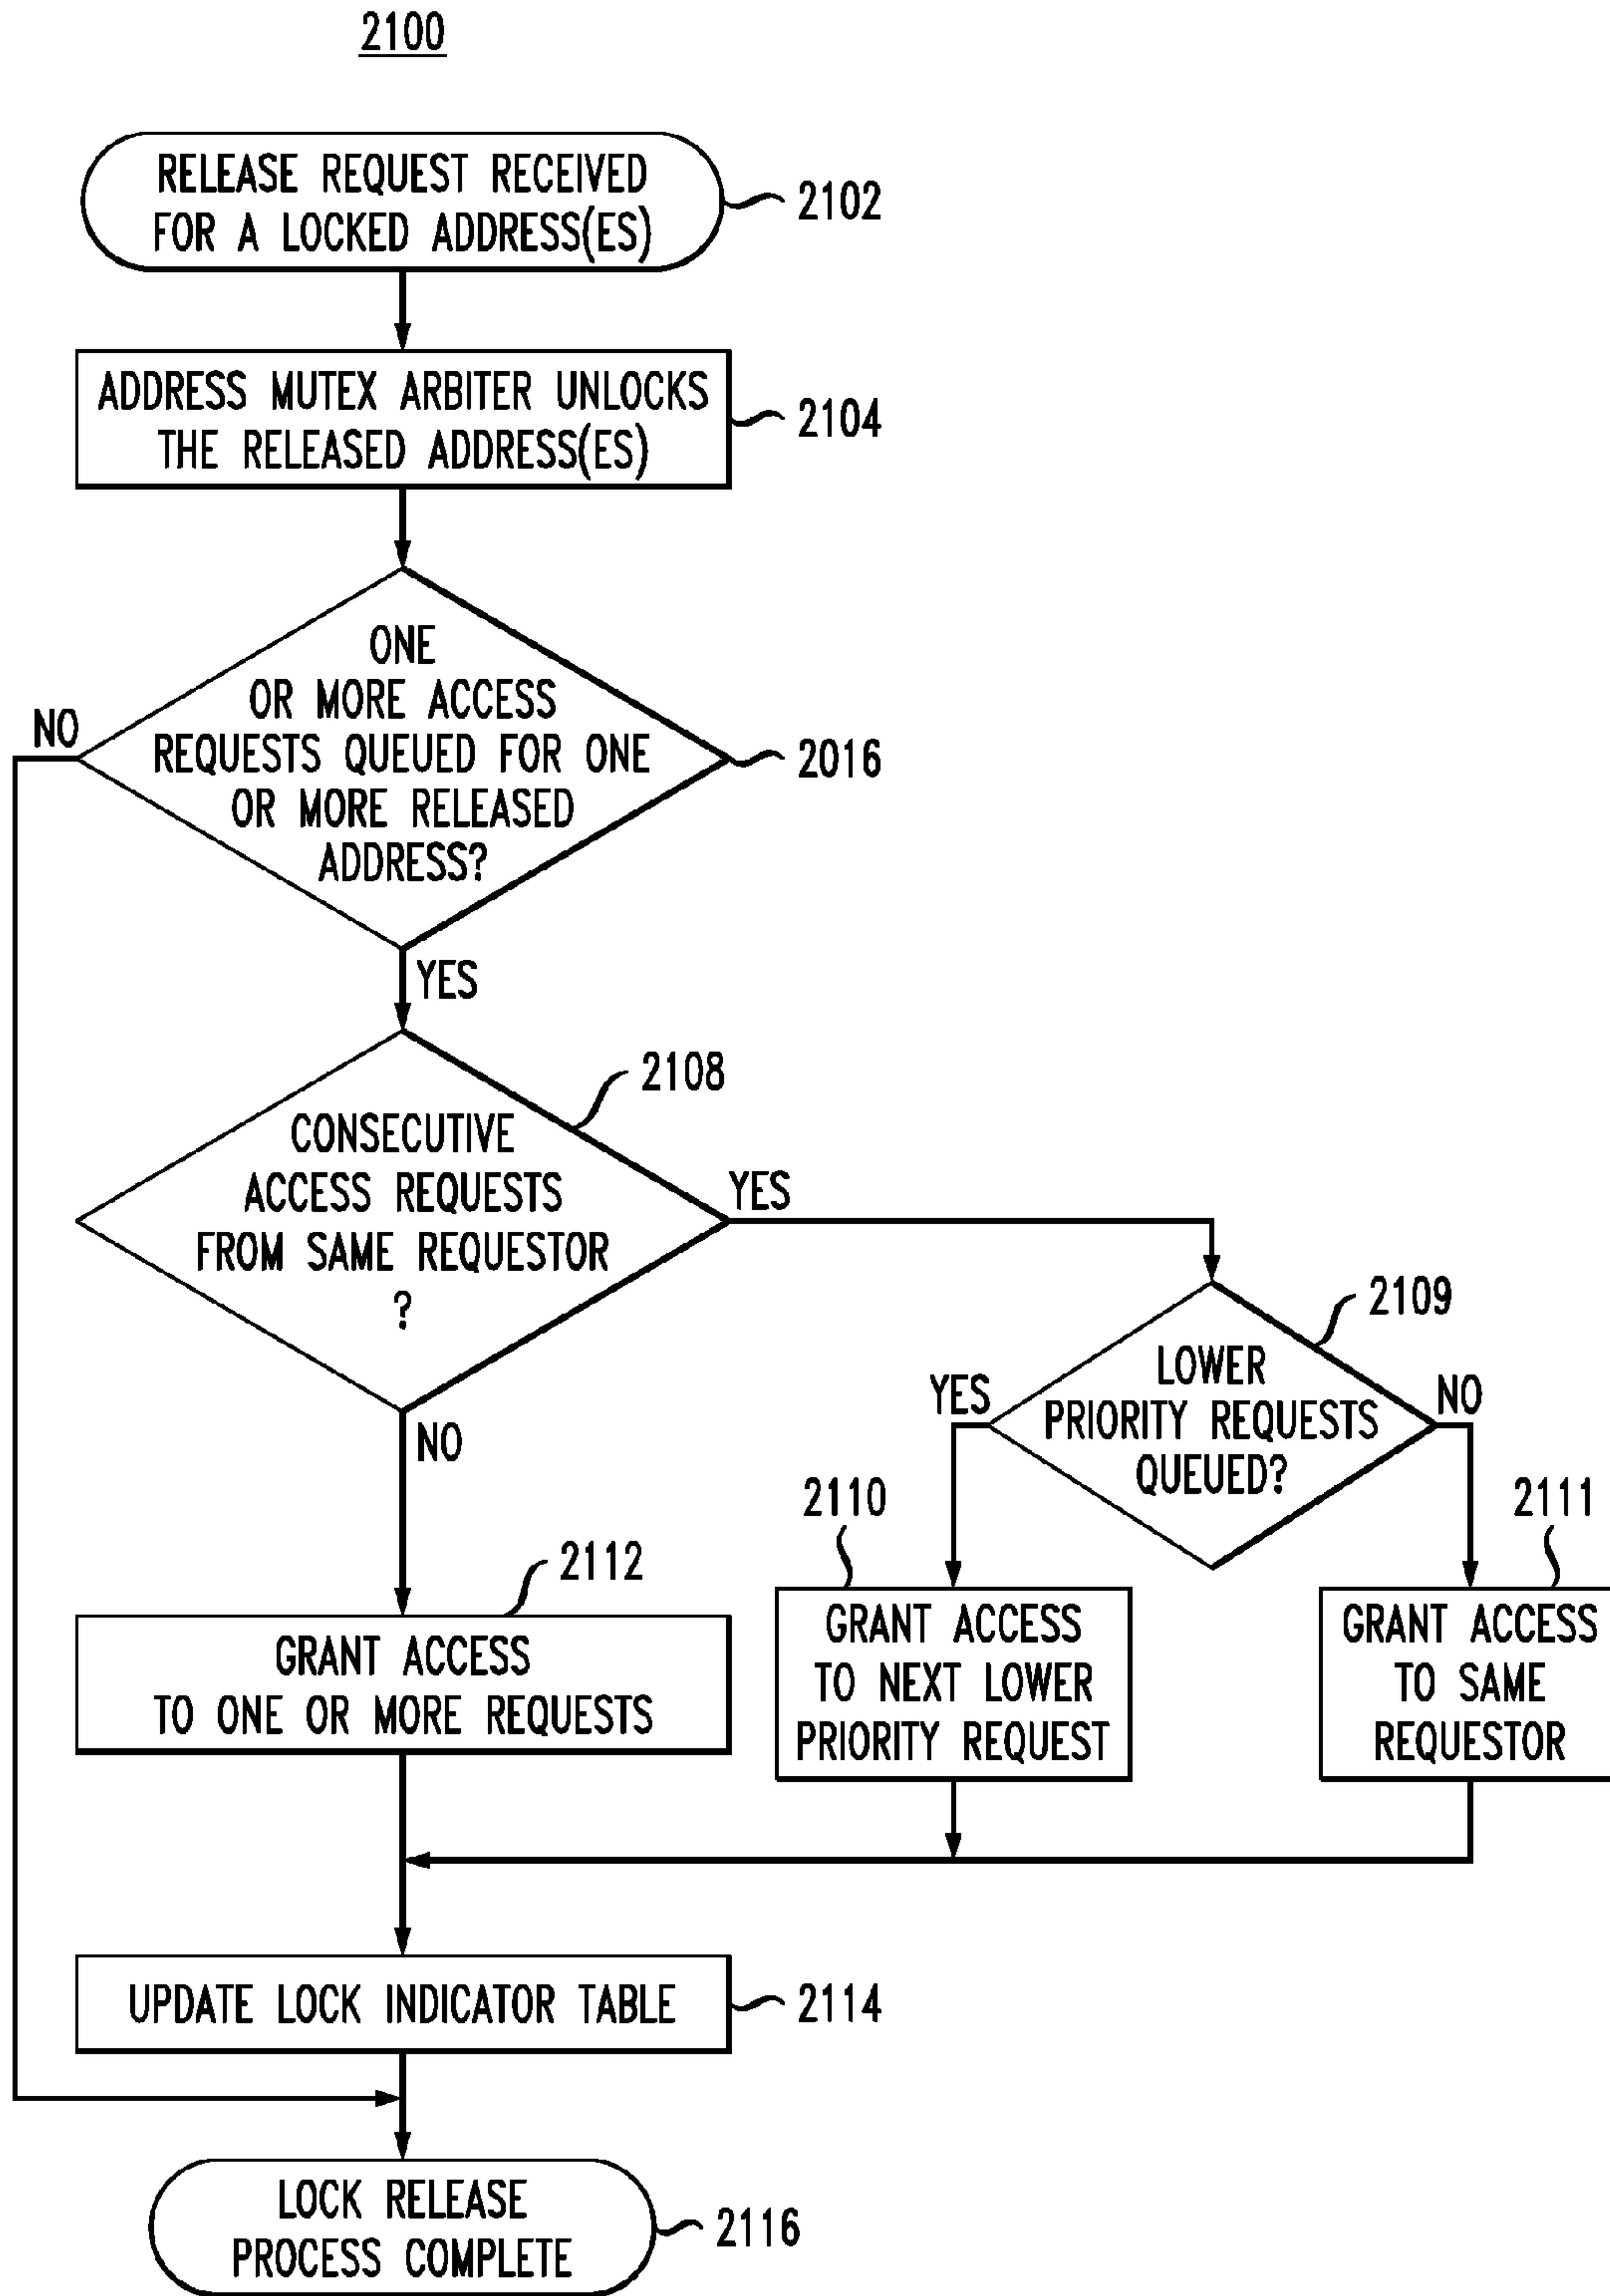 2100
RELEASE REQUEST RECEIVED
FOR A LOCKED ADDRESS(ES)
2102
ADDRESS MUTEX ARBITER UNLOCKS
THE RELEASED ADDRESS(ES)
2104
ONE
OR MORE ACCESS
REQUESTS QUEUED FOR ONE
OR MORE RELEASED
ADDRESS?
2016
NO
YES
CONSECUTIVE
ACCESS REQUESTS
FROM SAME REQUESTOR
?
2108
YES
NO
LOWER
PRIORITY REQUESTS
QUEUED?
2109
YES
NO
2110
GRANT ACCESS
TO NEXT LOWER
PRIORITY REQUEST
2111
GRANT ACCESS
TO SAME
REQUESTOR
2112
GRANT ACCESS
TO ONE OR MORE REQUESTS
UPDATE LOCK INDICATOR TABLE
2114
LOCK RELEASE
PROCESS COMPLETE
2116